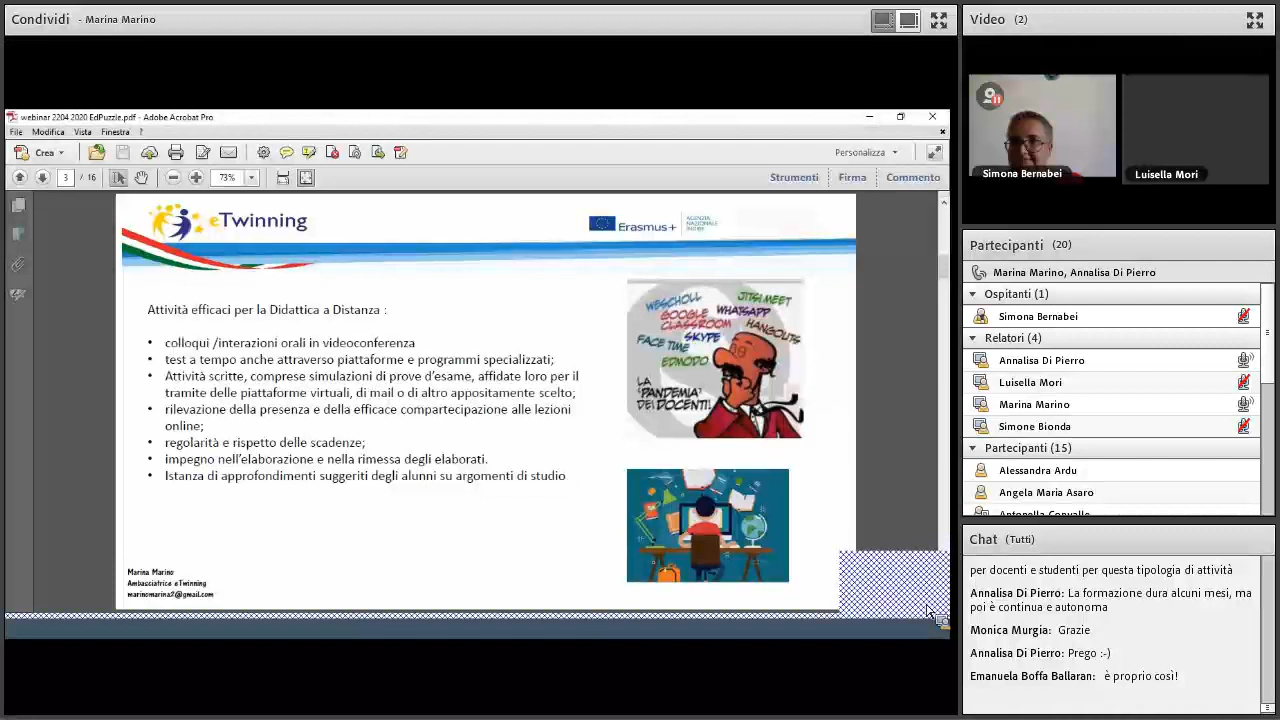 Condividi - Marina Marino
webinar 2204 2020 EdPuzzle.pdf - Adobe Acrobat Pro
File Modifica Vista Finestra ?
Crea
Personalizza
3 / 16
73%
Strumenti Firma Commento
eTwinning
Erasmus+
AGENZIA
NAZIONALE
INDIRE
Attività efficaci per la Didattica a Distanza :
• colloqui /interazioni orali in videoconferenza
• test a tempo anche attraverso piattaforme e programmi specializzati;
• Attività scritte, comprese simulazioni di prove d'esame, affidate loro per il
tramite delle piattaforme virtuali, di mail o di altro appositamente scelto;
• rilevazione della presenza e della efficace compartecipazione alle lezioni
online;
• regolarità e rispetto delle scadenze;
• impegno nell'elaborazione e nella rimessa degli elaborati.
• Istanza di approfondimenti suggeriti degli alunni su argomenti di studio
WESCHOLL
JITSI MEET
GOOGLE
CLASSROOM
WHATSAPP
SKYPE
HANGOUTS
FACE TIME
EDMODO
LA
"PANDEMIA"
DEI DOCENTI!
Marina Marino
Ambasciatrice eTwinning
marinomarina2@gmail.com
Video (2)
Simona Bernabei
Luisella Mori
Partecipanti (20)
Marina Marino, Annalisa Di Pierro
Ospitanti (1)
Simona Bernabei
Relatori (4)
Annalisa Di Pierro
Luisella Mori
Marina Marino
Simone Bionda
Partecipanti (15)
Alessandra Ardu
Angela Maria Asaro
Antonella Convalle
Chat (Tutti)
per docenti e studenti per questa tipologia di attività
Annalisa Di Pierro: La formazione dura alcuni mesi, ma
poi è continua e autonoma
Monica Murgia: Grazie
Annalisa Di Pierro: Prego :-)
Emanuela Boffa Ballaran: è proprio così!